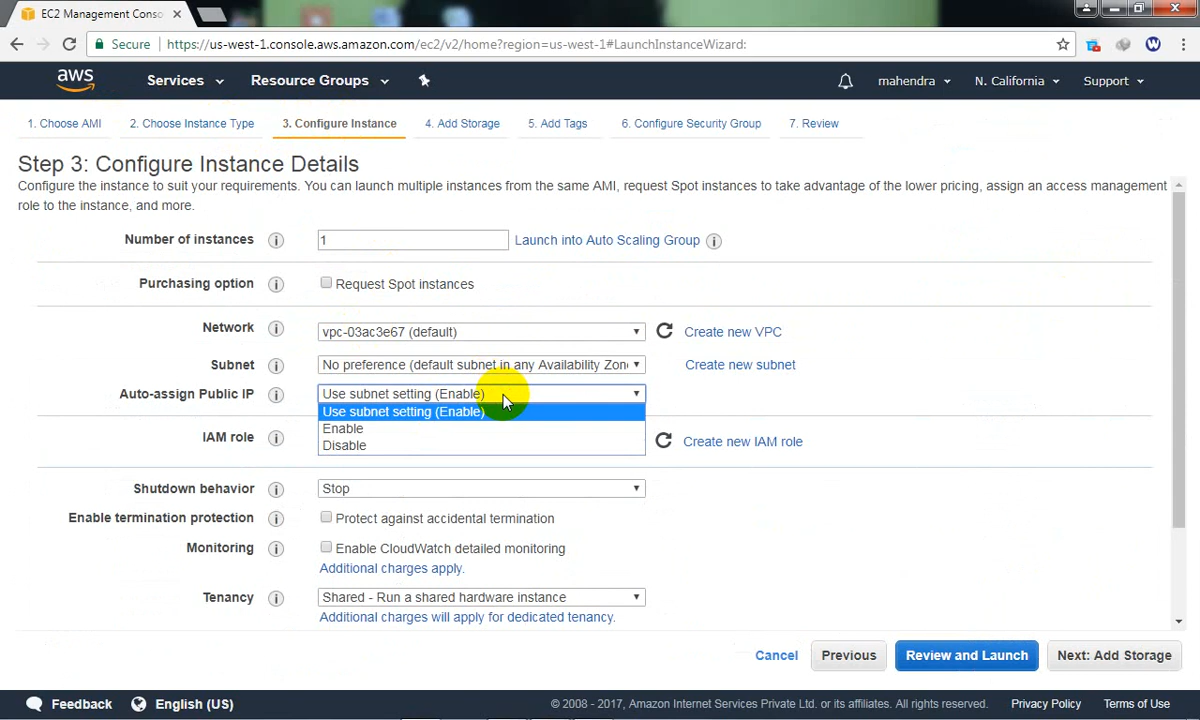 EC2 Management Conso
Secure
https://us-west-1.console.aws.amazon.com/ec2/v2/home?region=us-west-1#LaunchInstanceWizard:
aws
Services
Resource Groups
mahendra
N. California
Support
1. Choose AMI
2. Choose Instance Type
3. Configure Instance
4. Add Storage
5. Add Tags
6. Configure Security Group
7. Review
Step 3: Configure Instance Details
Configure the instance to suit your requirements. You can launch multiple instances from the same AMI, request Spot instances to take advantage of the lower pricing, assign an access management
role to the instance, and more.
Number of instances
1
Launch into Auto Scaling Group
Purchasing option
Request Spot instances
Network
vpc-03ac3e67 (default)
Create new VPC
Subnet
No preference (default subnet in any Availability Zon
Create new subnet
Auto-assign Public IP
Use subnet setting (Enable)
Use subnet setting (Enable)
Enable
Disable
IAM role
Create new IAM role
Shutdown behavior
Stop
Enable termination protection
Protect against accidental termination
Monitoring
Enable CloudWatch detailed monitoring
Additional charges apply.
Tenancy
Shared - Run a shared hardware instance
Additional charges will apply for dedicated tenancy.
Cancel
Previous
Review and Launch
Next: Add Storage
Feedback
English (US)
© 2008 - 2017, Amazon Internet Services Private Ltd. or its affiliates. All rights reserved.
Privacy Policy
Terms of Use